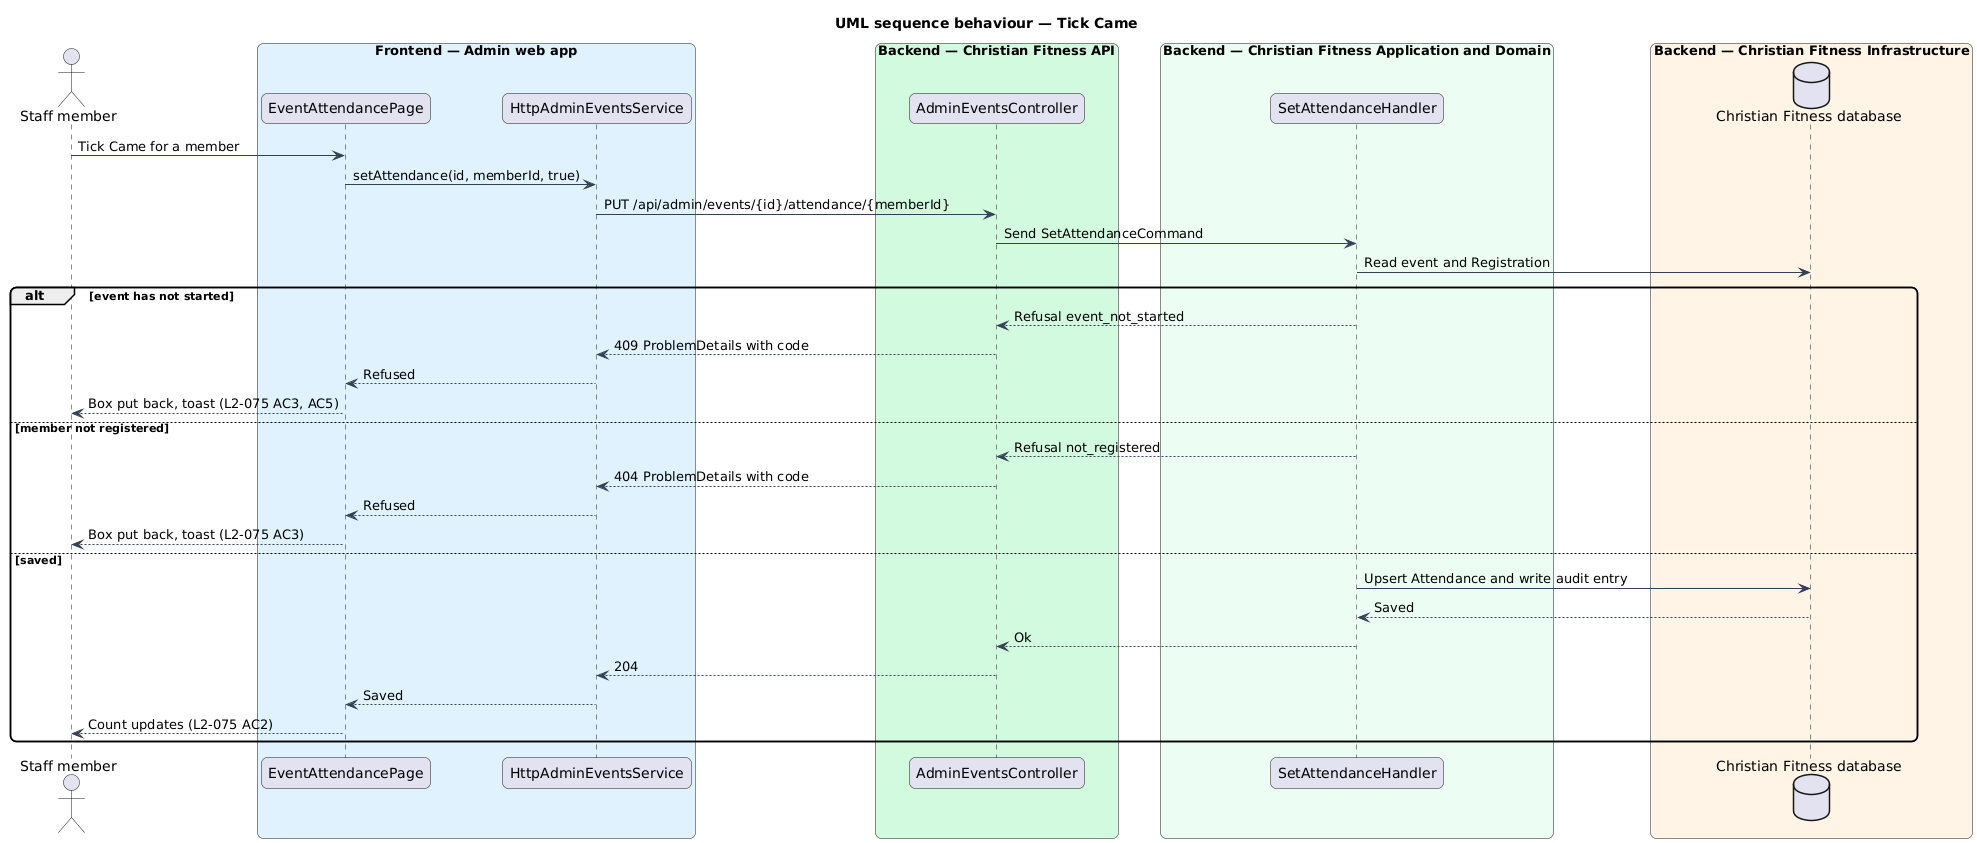 UML sequence behaviour — Tick Came
Frontend — Admin web app
Backend — Christian Fitness API
Backend — Christian Fitness Application and Domain
Backend — Christian Fitness Infrastructure
Staff member
EventAttendancePage
HttpAdminEventsService
AdminEventsController
SetAttendanceHandler
Christian Fitness database
Tick Came for a member
setAttendance(id, memberId, true)
PUT /api/admin/events/{id}/attendance/{memberId}
Send SetAttendanceCommand
Read event and Registration
alt
[event has not started]
Refusal event_not_started
409 ProblemDetails with code
Refused
Box put back, toast (L2-075 AC3, AC5)
[member not registered]
Refusal not_registered
404 ProblemDetails with code
Refused
Box put back, toast (L2-075 AC3)
[saved]
Upsert Attendance and write audit entry
Saved
Ok
204
Saved
Count updates (L2-075 AC2)
Staff member
EventAttendancePage
HttpAdminEventsService
AdminEventsController
SetAttendanceHandler
Christian Fitness database